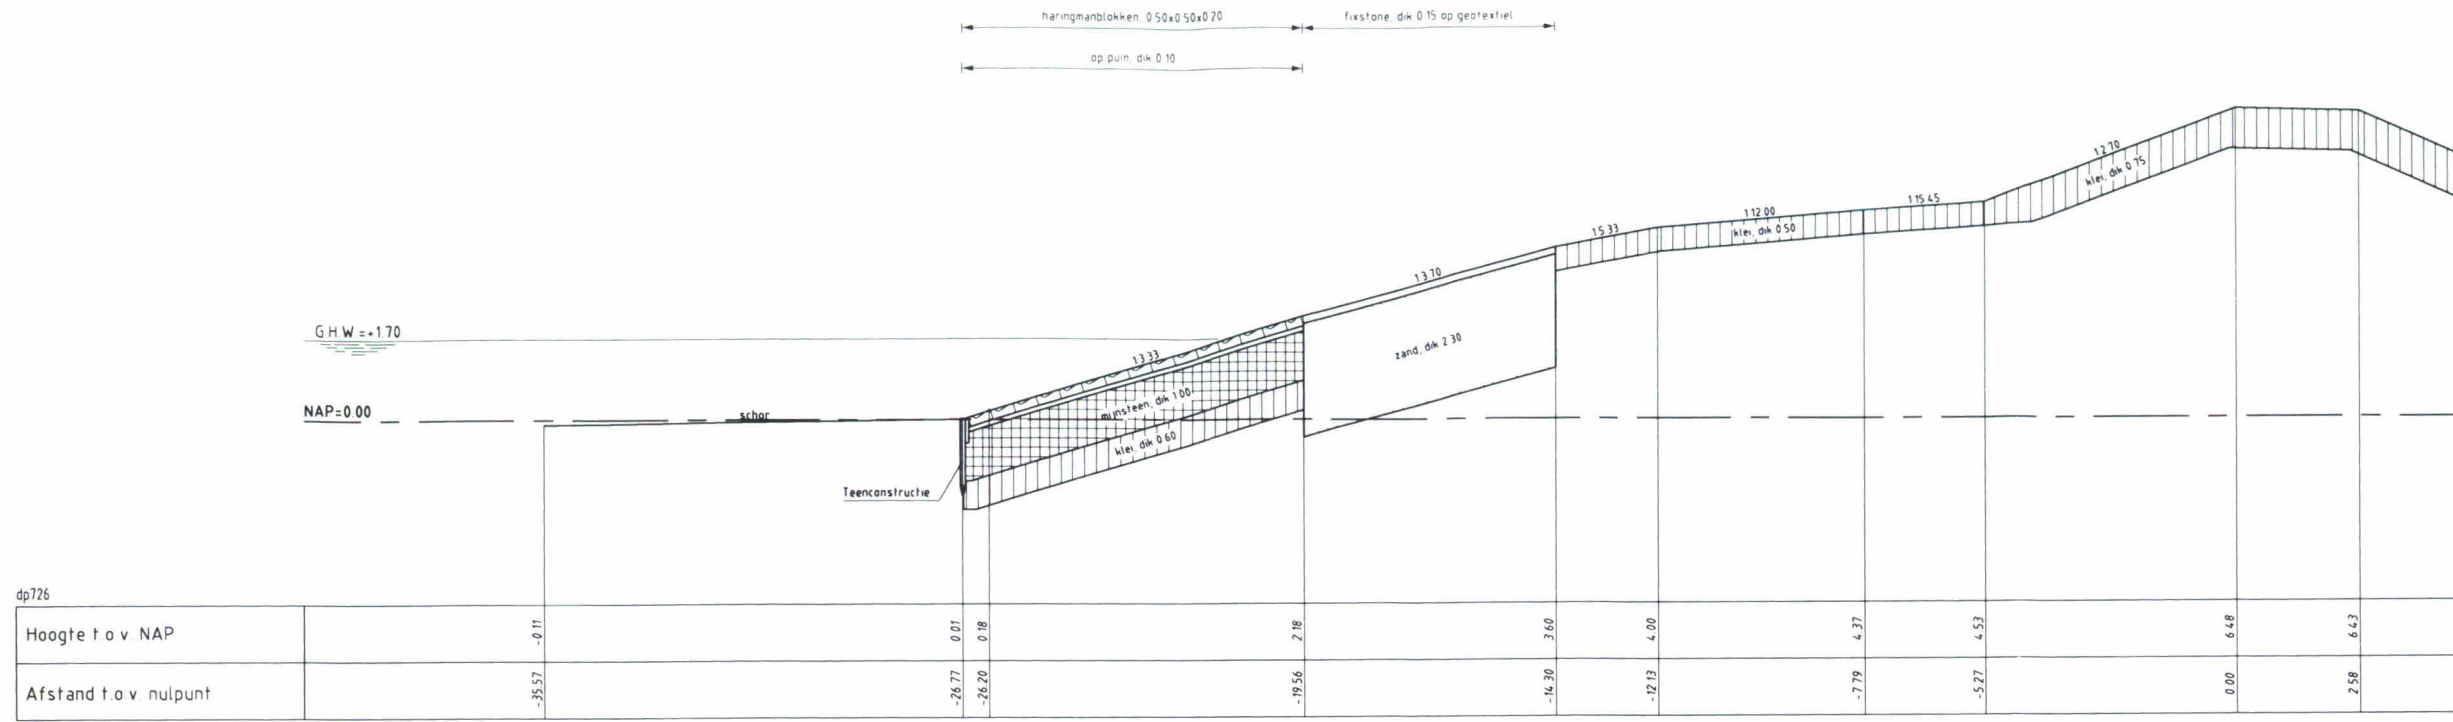 haringmanblokken, 0.50x0.50x0.20
fixstone, dik 0.15 op geotextiel
op puin, dik 0.10
1:2.70
klei, dik 0.75
1:15.45
1:12.00
klei, dik 0.50
1:5.33
1:3.70
G.H.W.=+1.70
zand, dik 2.30
1:3.33
mijnsteen, dik 1.00
NAP=0.00
schor
klei, dik 0.60
Teenconstructie
dp726
Hoogte t.o.v. NAP -0.11 0.01 0.18 2.18 3.60 4.00 4.37 4.53 6.48 6.43
Afstand t.o.v. nulpunt -35.57 -26.77 -26.20 -19.56 -14.30 -12.13 -7.79 -5.27 0.00 2.58